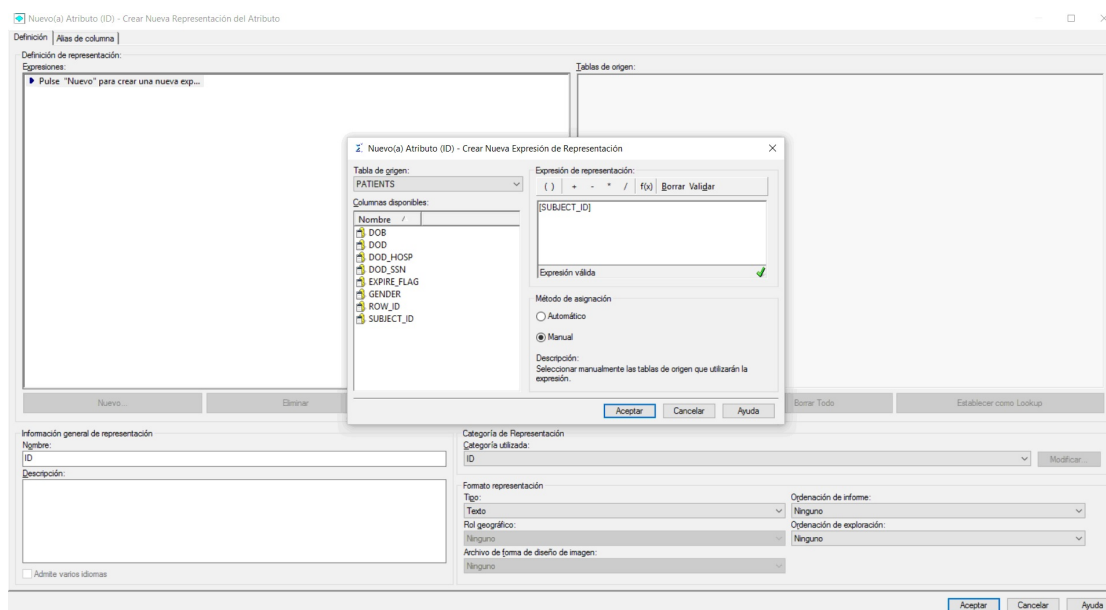 Nuevo(a) Atributo (ID) - Crear Nueva Representación del Atributo
Definición
Alias de columna
Definición de representación:
Expresiones:
Tablas de origen:
Pulse "Nuevo" para crear una nueva exp...
Nuevo(a) Atributo (ID) - Crear Nueva Expresión de Representación
Tabla de origen:
PATIENTS
Columnas disponibles:
Nombre
DOB
DOD
DOD_HOSP
DOD_SSN
EXPIRE_FLAG
GENDER
ROW_ID
SUBJECT_ID
Expresión de representación:
( ) + - * / f(x) Borrar Validar
[SUBJECT_ID]
Expresión válida
Método de asignación
Automático
Manual
Descripción:
Seleccionar manualmente las tablas de origen que utilizarán la
expresión.
Aceptar Cancelar Ayuda
Nuevo... Eliminar Borrar Todo Establecer como Lookup
Información general de representación
Nombre:
ID
Descripción:
Admite varios idiomas
Categoría de Representación
Categoría utilizada:
ID
Modificar...
Formato representación
Tipo:
Texto
Rol geográfico:
Ninguno
Archivo de forma de diseño de imagen:
Ninguno
Ordenación de informe:
Ninguno
Ordenación de exploración:
Ninguno
Aceptar Cancelar Ayuda